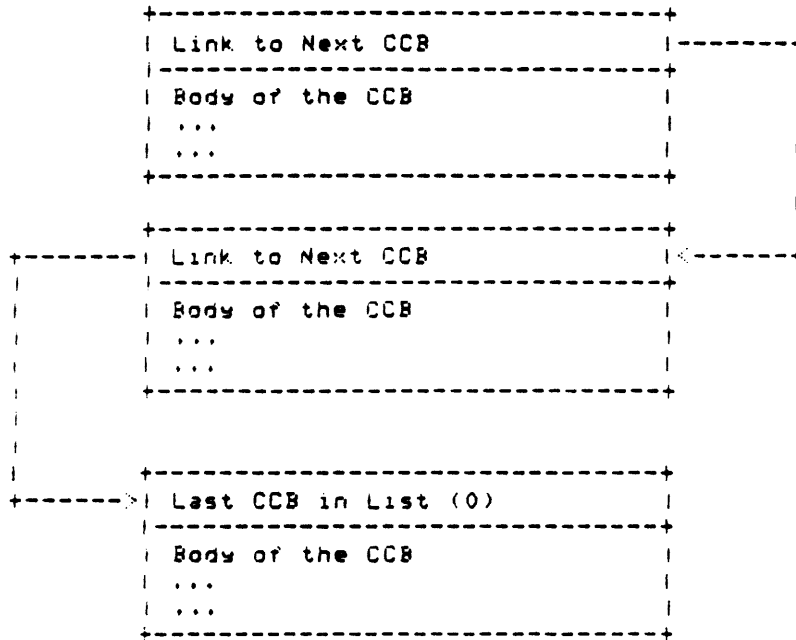 Link to Next CCB
Body of the CCB
...
...
Link to Next CCB
Body of the CCB
...
...
Last CCB in List (0)
Body of the CCB
...
...